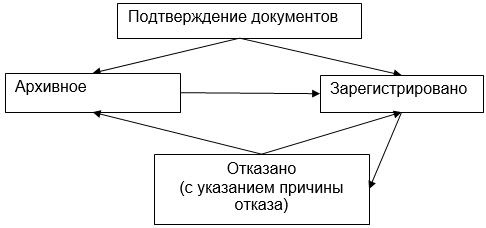 Подтверждение документов
Архивное
Зарегистрировано
Отказано
(с указанием причины
отказа)